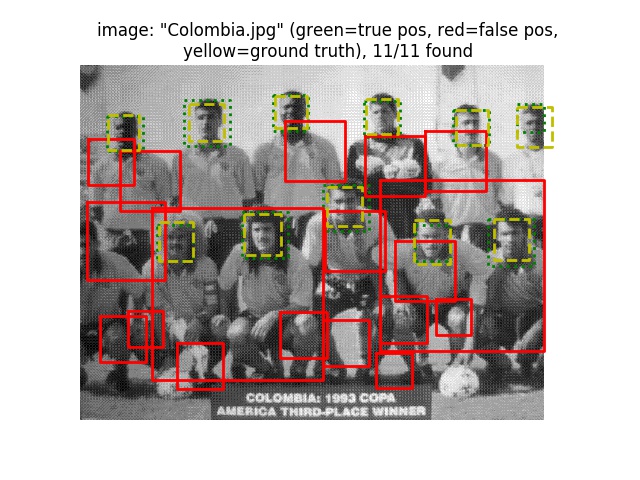 image: "Colombia.jpg" (green=true pos, red=false pos,
yellow=ground truth), 11/11 found
COLOMBIA: 1993 COPA
AMERICA THIRD-PLACE WINNER